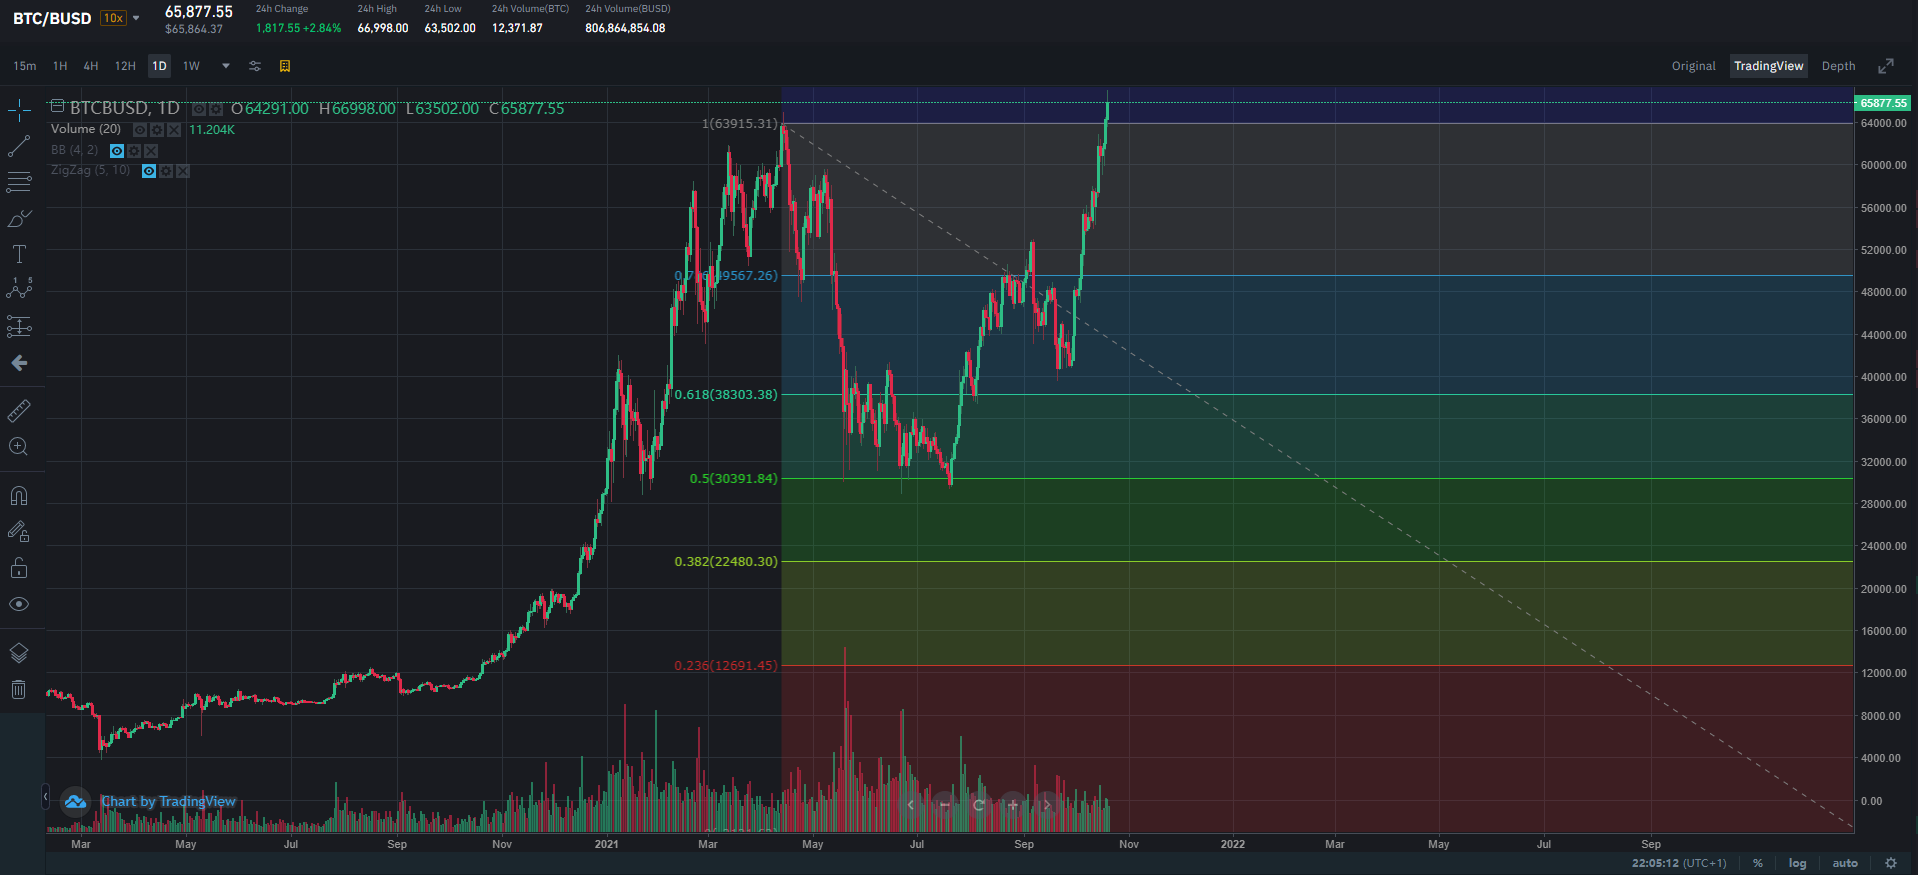 BTC/BUSD 10x 65,877.55 24h Change 24h High 24h Low 24h Volume(BTC) 24h Volume(BUSD)
$65,864.37 1,817.55 +2.84% 66,998.00 63,502.00 12,371.87 806,864,854.08
15m 1H 4H 12H 1D 1W Original TradingView Depth
BTCBUSD, 1D O64291.00 H66998.00 L63502.00 C65877.55
Volume (20) 11.204K
BB (4, 2)
ZigZag (5, 10)
65877.55
1(63915.31)
64000.00
60000.00
56000.00
52000.00
49567.26)
48000.00
44000.00
40000.00
0.618(38303.38)
36000.00
32000.00
0.5(30391.84)
28000.00
24000.00
0.382(22480.30)
20000.00
16000.00
0.236(12691.45)
12000.00
8000.00
4000.00
0.00
Chart by TradingView
Mar May Jul Sep Nov 2021 Mar May Jul Sep Nov 2022 Mar May Jul Sep
22:05:12 (UTC+1) % log auto